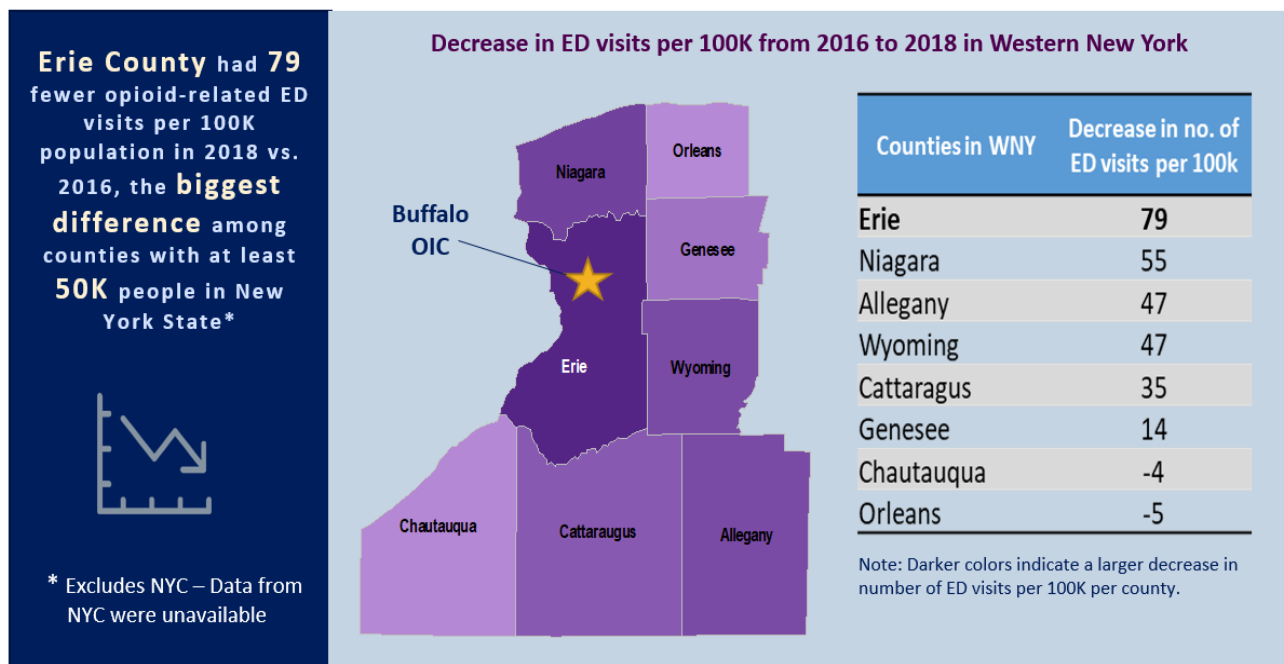 Erie County had 79
fewer opioid-related ED
visits per 100K
population in 2018 vs.
2016, the biggest
difference among
counties with at least
50K people in New
York State*
* Excludes NYC – Data from
NYC were unavailable
Decrease in ED visits per 100K from 2016 to 2018 in Western New York
Orleans
Niagara
Buffalo
OIC
Genesee
Erie
Wyoming
Chautauqua
Cattaraugus
Allegany
Counties in WNY Decrease in no. of
ED visits per 100k
Erie 79
Niagara 55
Allegany 47
Wyoming 47
Cattaragus 35
Genesee 14
Chautauqua -4
Orleans -5
Note: Darker colors indicate a larger decrease in
number of ED visits per 100K per county.